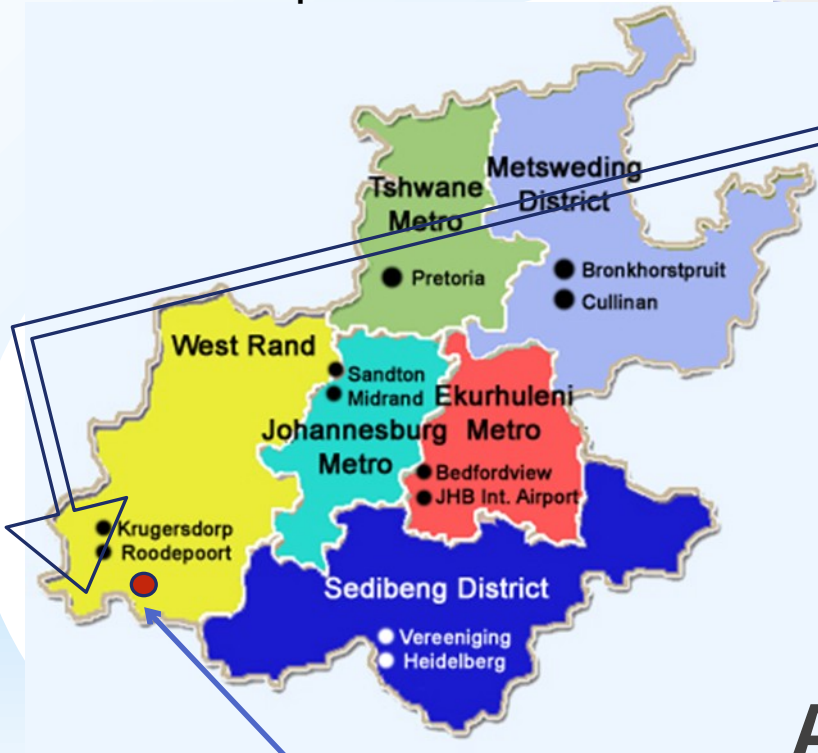 Metsweding
District
Tshwane
Metro
Pretoria
Bronkhorstpruit
Cullinan
West Rand
Sandton
Midrand
Ekurhuleni
Metro
Johannesburg
Metro
Bedfordview
JHB Int. Airport
Krugersdorp
Roodepoort
Sedibeng District
Vereeniging
Heidelberg